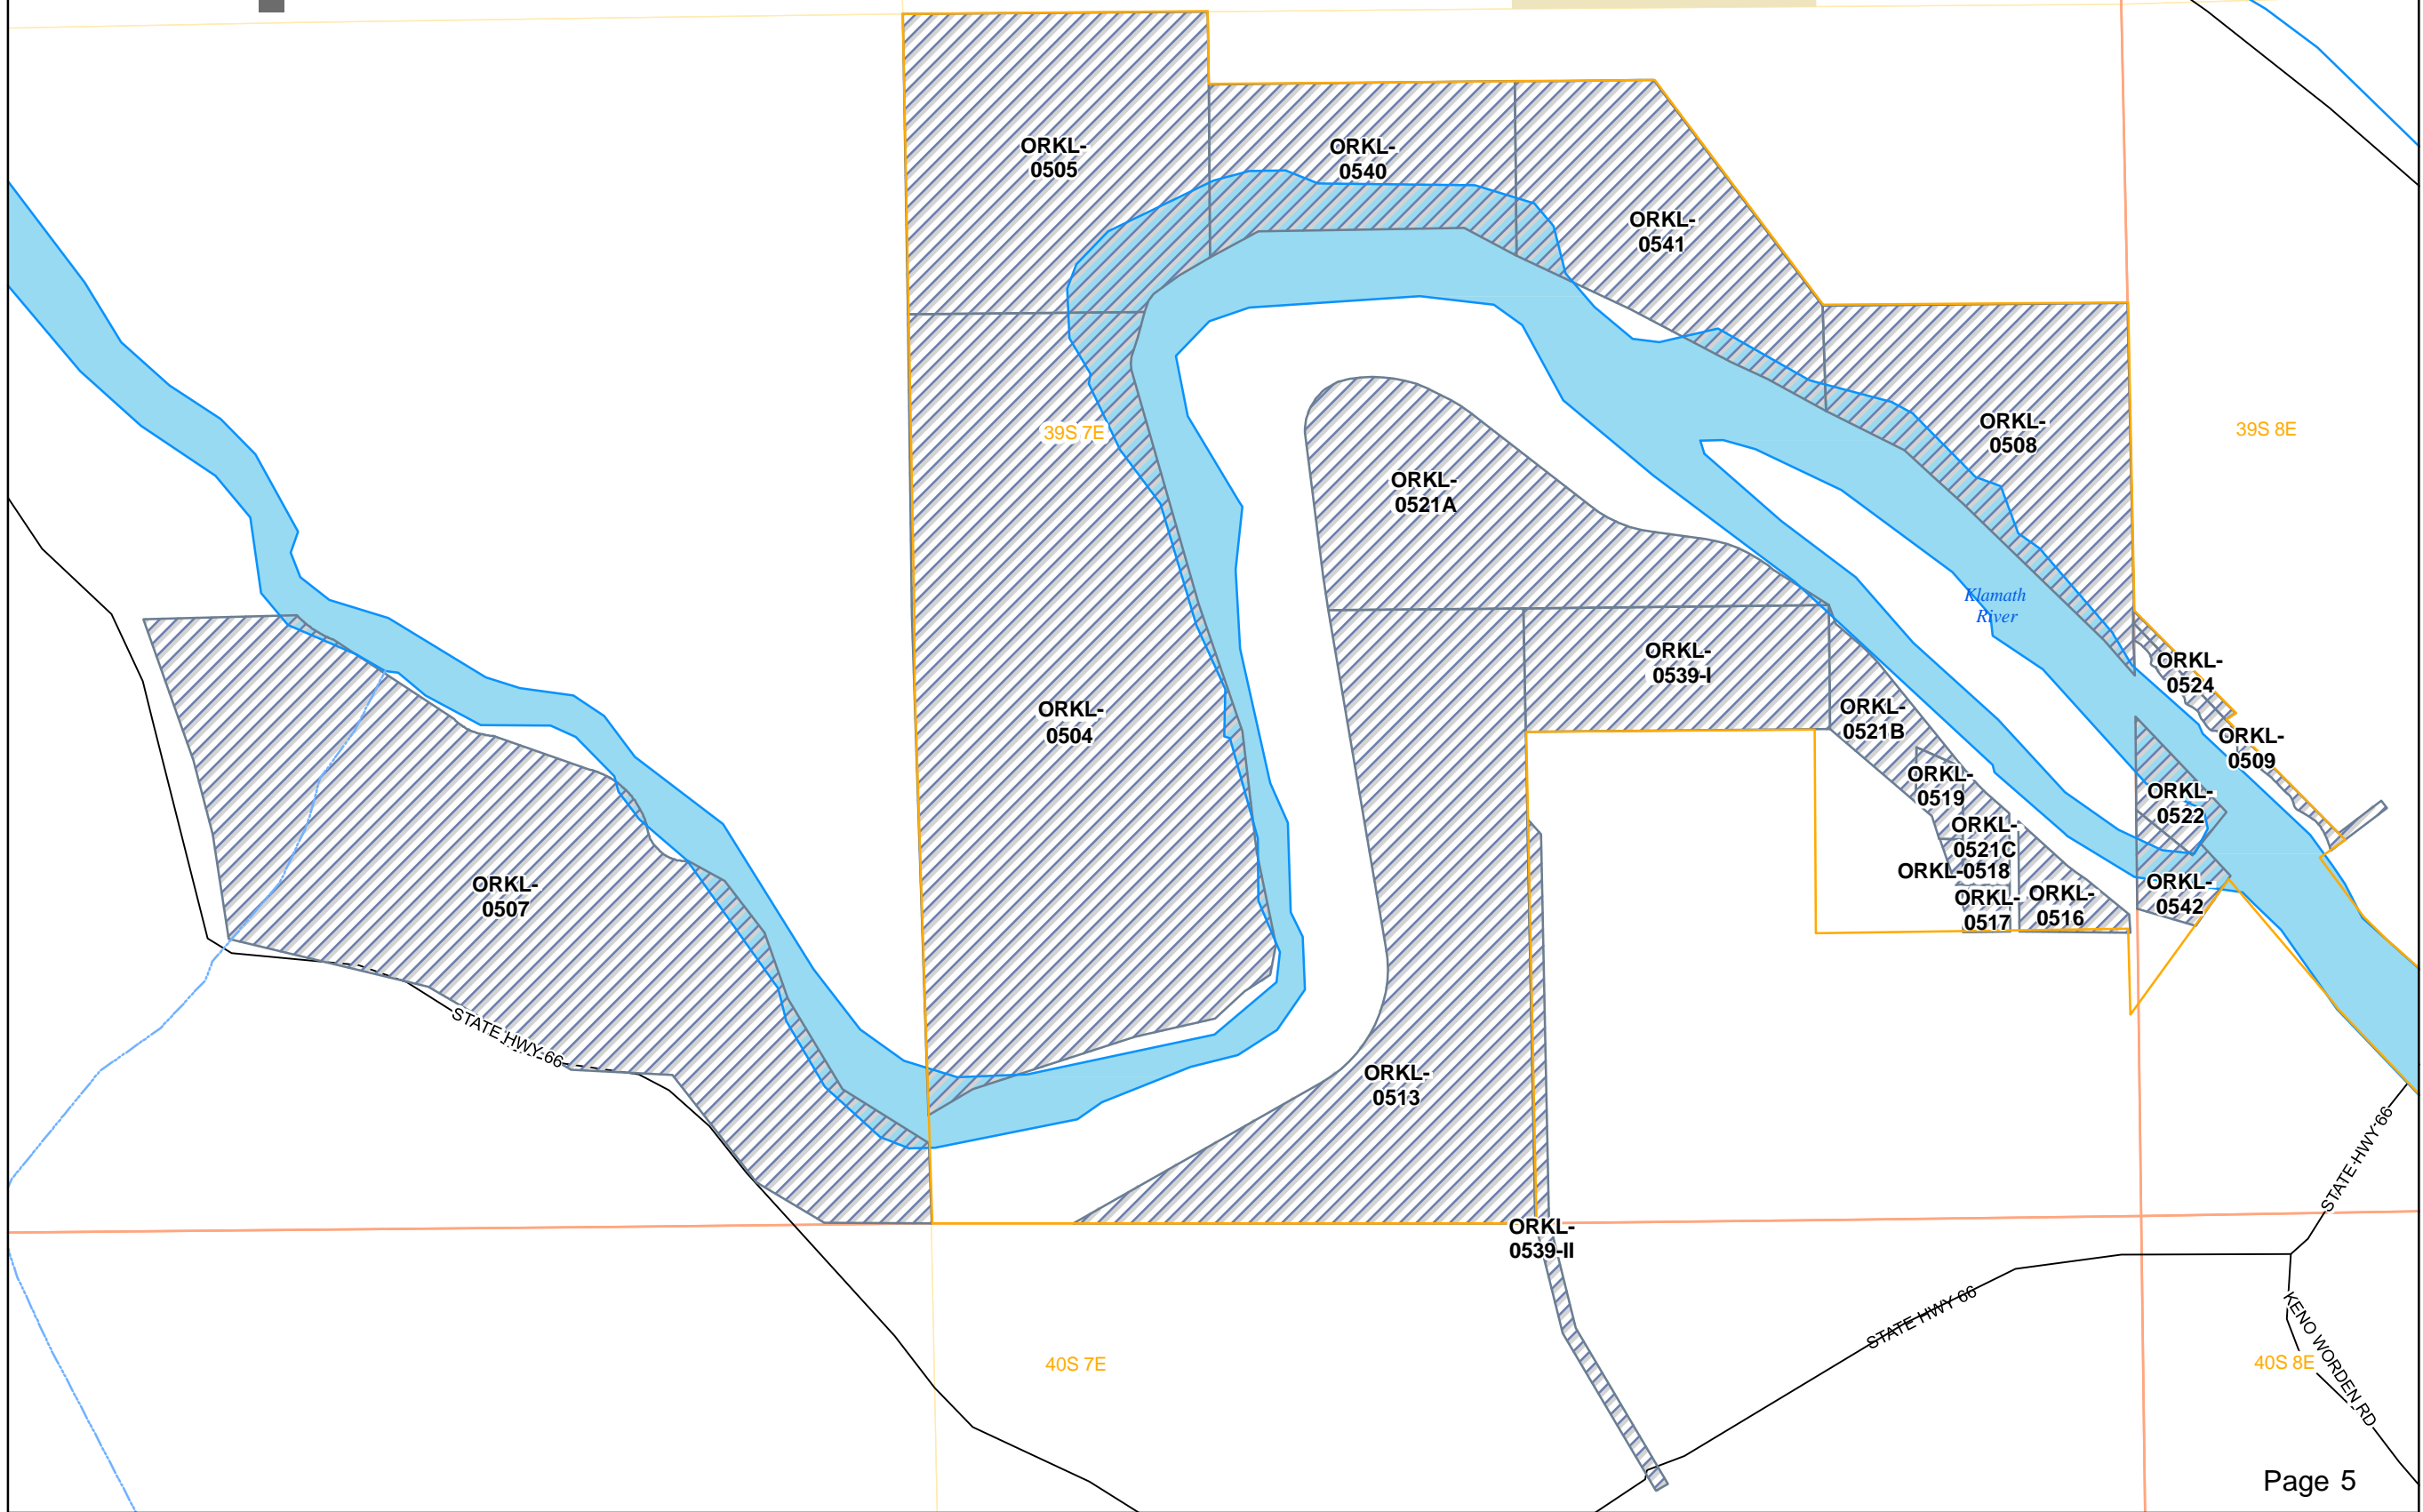 ORKL-
0505
ORKL-
0540
ORKL-
0541
39S 7E
ORKL-
0508
39S 8E
ORKL-
0521A
Klamath
River
ORKL-
0524
ORKL-
0539-I
ORKL-
0504
ORKL-
0521B
ORKL-
0509
ORKL-
0519
ORKL-
0522
ORKL-
0521C
ORKL-0518
ORKL-
0507
ORKL-
0517
ORKL-
0516
ORKL-
0542
STATE HWY 66
ORKL-
0513
STATE HWY 66
ORKL-
0539-II
STATE HWY 66
KENO WORDEN RD
40S 7E
40S 8E
Page 5